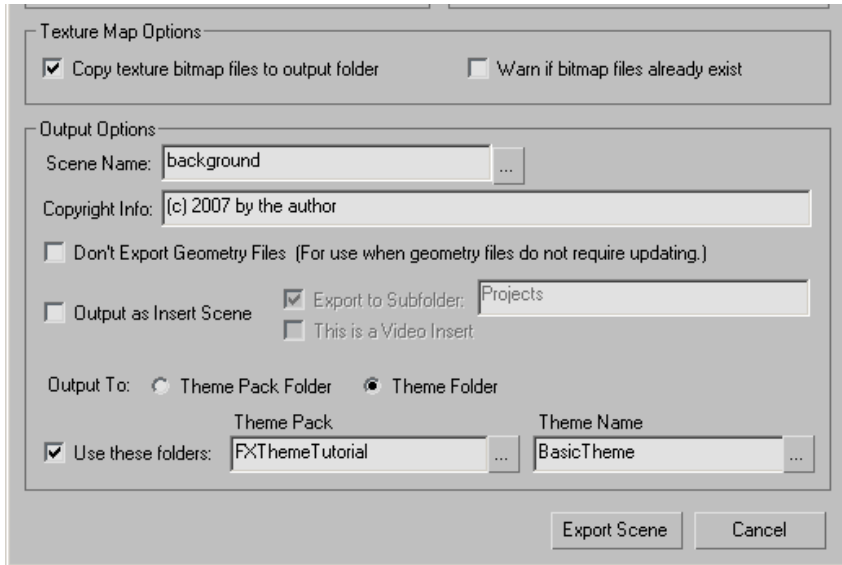 Texture Map Options
Copy texture bitmap files to output folder
Warn if bitmap files already exist
Output Options
Scene Name: background ...
Copyright Info: (c) 2007 by the author
Don't Export Geometry Files (For use when geometry files do not require updating.)
Output as Insert Scene
Export to Subfolder: Projects
This is a Video Insert
Output To: Theme Pack Folder Theme Folder
Theme Pack Theme Name
Use these folders: FXThemeTutorial ... BasicTheme ...
Export Scene Cancel